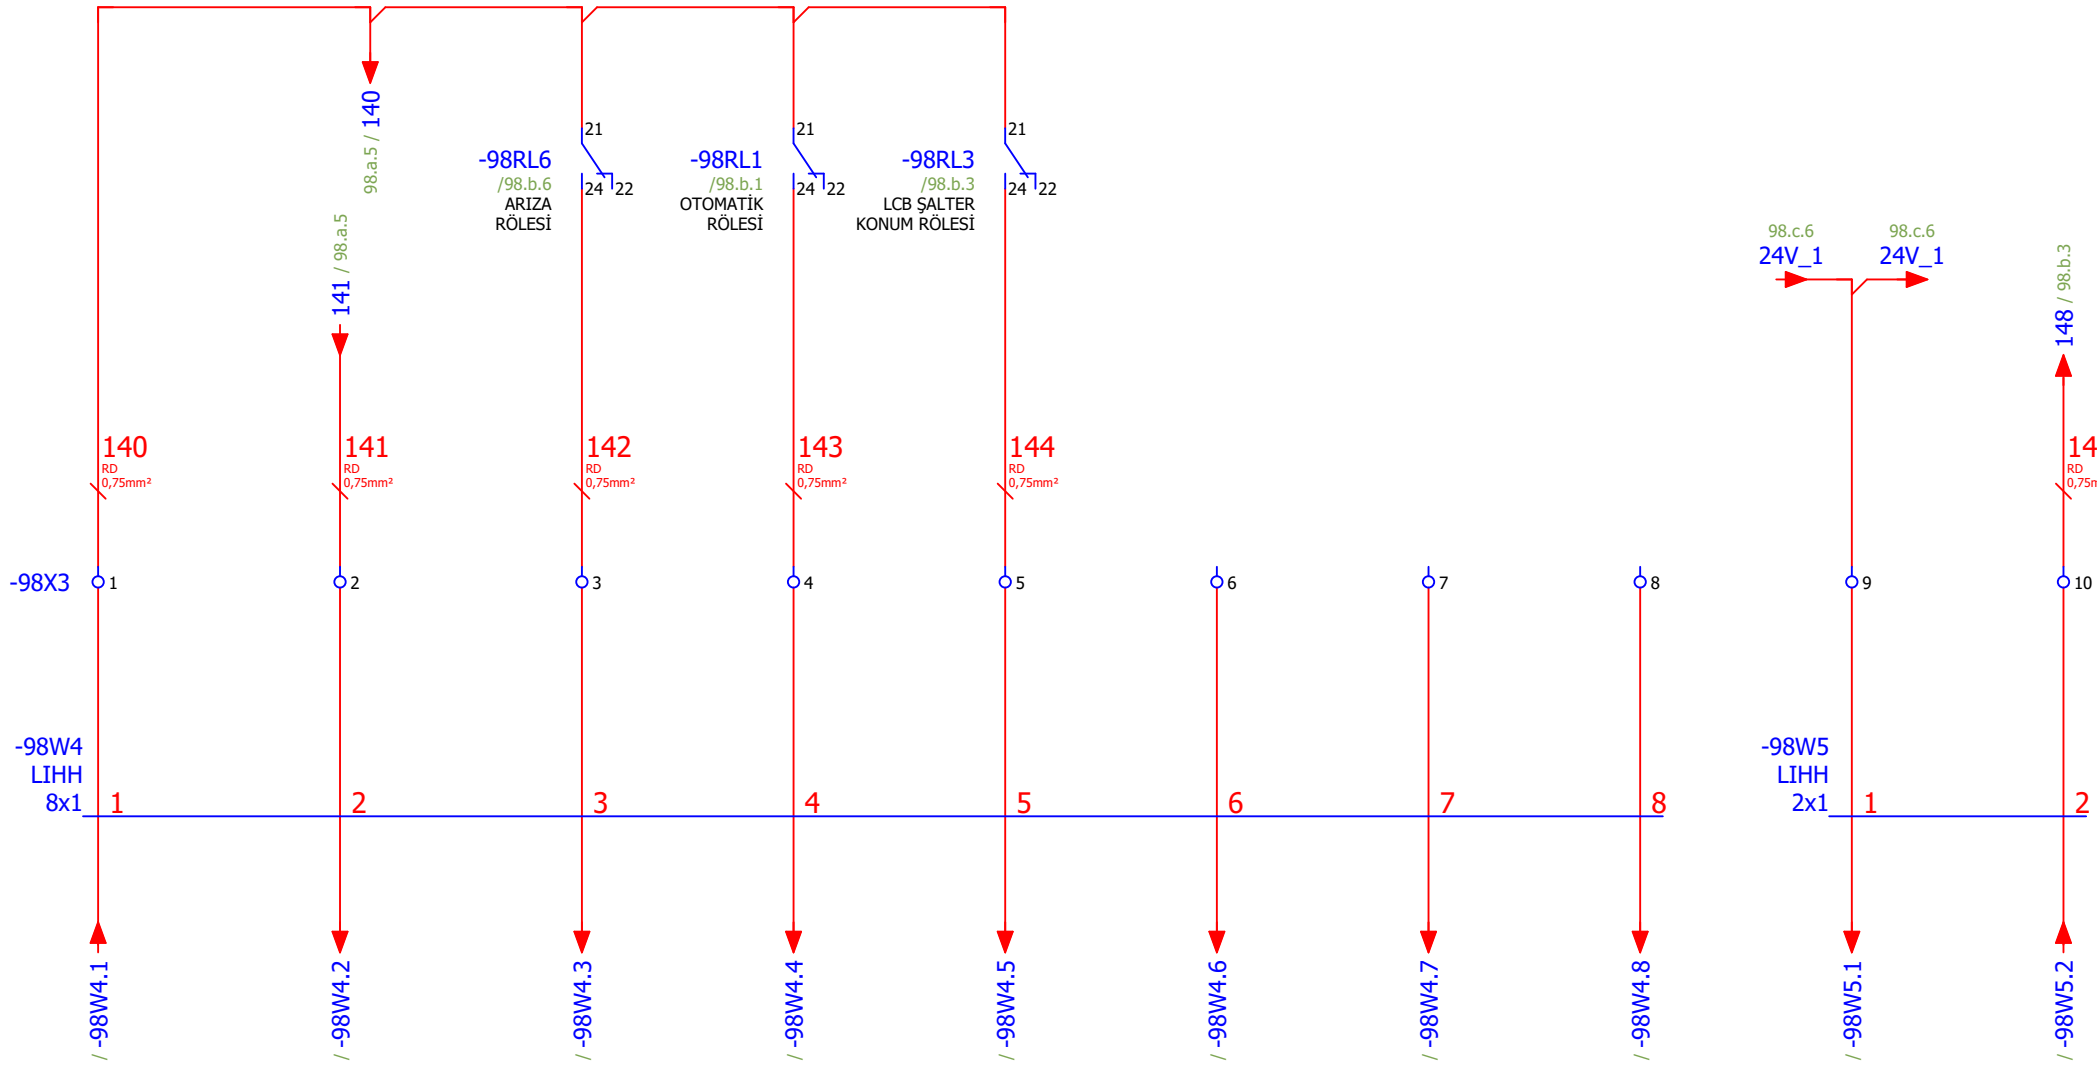 98.a.5 / 140
141 / 98.a.5
-98RL6
/98.b.6
ARIZA
RÖLESİ
21
24
22
-98RL1
/98.b.1
OTOMATİK
RÖLESİ
21
24
22
-98RL3
/98.b.3
LCB ŞALTER
KONUM RÖLESİ
21
24
22
98.c.6
24V_1
98.c.6
24V_1
148 / 98.b.3
140
RD
0,75mm²
141
RD
0,75mm²
142
RD
0,75mm²
143
RD
0,75mm²
144
RD
0,75mm²
14
RD
0,75m
-98X3
1
2
3
4
5
6
7
8
9
10
-98W4
LIHH
8x1
1
2
3
4
5
6
7
8
-98W5
LIHH
2x1
1
2
/ -98W4.1
/ -98W4.2
/ -98W4.3
/ -98W4.4
/ -98W4.5
/ -98W4.6
/ -98W4.7
/ -98W4.8
/ -98W5.1
/ -98W5.2